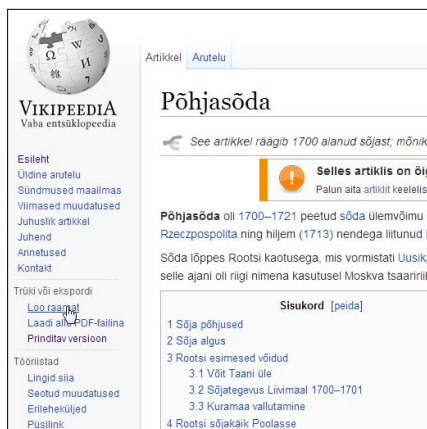 VIKIPEEDIA
Vaba entsüklopeedia
Esileht
Üldine arutelu
Sündmused maailmas
Viimased muudatused
Juhuslik artikkel
Juhend
Annetused
Kontakt
Trüki või ekspordi
Loo raamat
Laadi alla PDF-failina
Prinditav versioon
Tööriistad
Lingid siia
Seotud muudatused
Erileheküljed
Püsilink
Artikkel Arutelu
Põhjasõda
See artikkel räägib 1700 alanud sõjast; mõnik
Selles artiklis on õig
Palun aita artiklit keelelis
Põhjasõda oli 1700–1721 peetud sõda ülemvõimu
Rzeczpospolita ning hiljem (1713) nendega liitunud
Sõda lõppes Rootsi kaotusega, mis vormistati Uusik
selle ajani oli riigi nimena kasutusel Moskva tsaaririik
Sisukord [peida]
1 Sõja põhjused
2 Sõja algus
3 Rootsi esimesed võidud
3.1 Võit Taani üle
3.2 Sõjategevus Liivimaal 1700–1701
3.3 Kuramaa vallutamine
4 Rootsi sõjakäik Poolasse